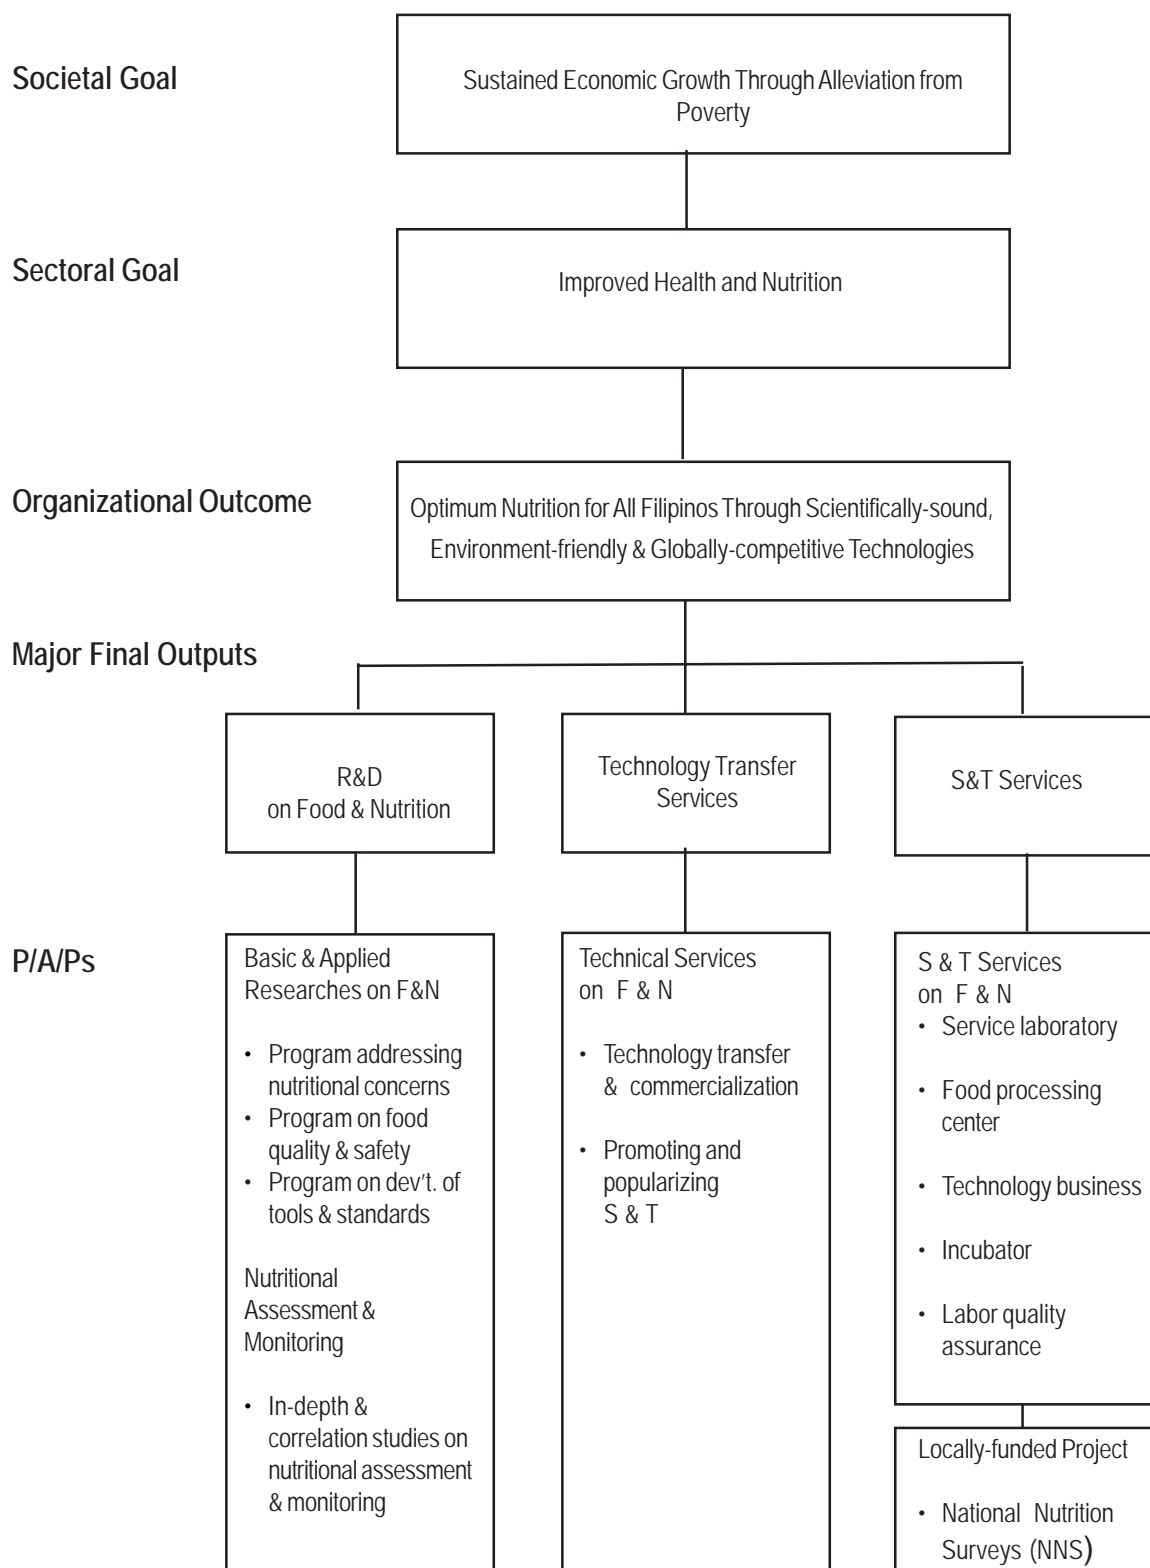 Societal Goal
Sustained Economic Growth Through Alleviation from
Poverty
Sectoral Goal
Improved Health and Nutrition
Organizational Outcome
Optimum Nutrition for All Filipinos Through Scientifically-sound,
Environment-friendly & Globally-competitive Technologies
Major Final Outputs
R&D
on Food & Nutrition
Technology Transfer
Services
S&T Services
P/A/Ps
Basic & Applied
Researches on F&N
• Program addressing
nutritional concerns
• Program on food
quality & safety
• Program on dev't. of
tools & standards
Nutritional
Assessment &
Monitoring
• In-depth &
correlation studies on
nutritional assessment
& monitoring
Technical Services
on F & N
• Technology transfer
& commercialization
• Promoting and
popularizing
S & T
S & T Services
on F & N
• Service laboratory
• Food processing
center
• Technology business
• Incubator
• Labor quality
assurance
Locally-funded Project
• National Nutrition
Surveys (NNS)